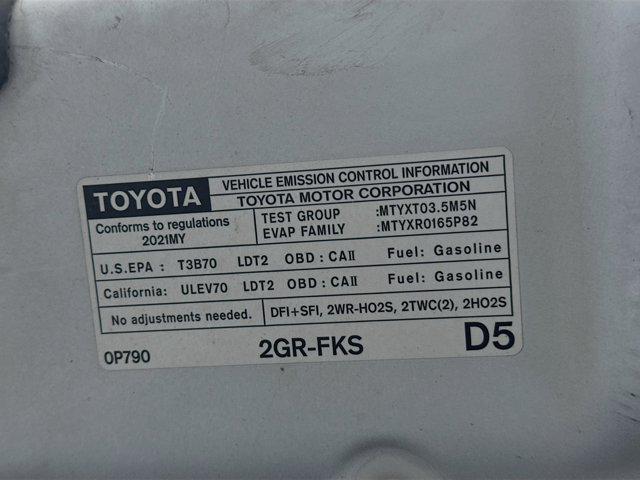 TOYOTA
VEHICLE EMISSION CONTROL INFORMATION
TOYOTA MOTOR CORPORATION
Conforms to regulations
2021MY
TEST GROUP :MTYXT03.5M5N
EVAP FAMILY :MTYXR0165P82
U.S.EPA : T3B70 LDT2 OBD : CAII Fuel: Gasoline
California: ULEV70 LDT2 OBD : CAII Fuel: Gasoline
No adjustments needed.
DFI+SFI, 2WR-HO2S, 2TWC(2), 2HO2S
0P790 2GR-FKS D5